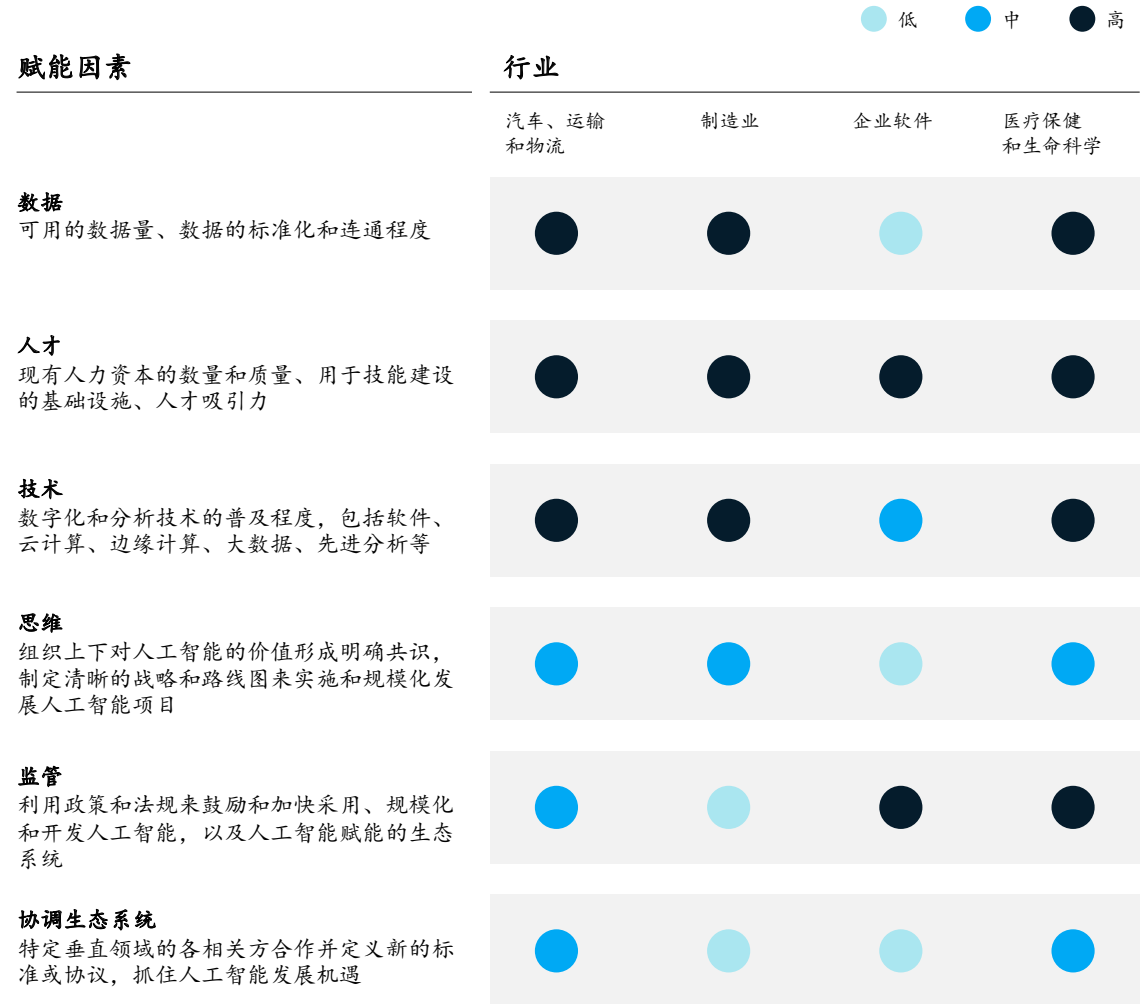 低 中 高
赋能因素 行业
汽车、运输
和物流
制造业
企业软件
医疗保健
和生命科学
数据
可用的数据量、数据的标准化和连通程度
人才
现有人力资本的数量和质量、用于技能建设
的基础设施、人才吸引力
技术
数字化和分析技术的普及程度，包括软件、
云计算、边缘计算、大数据、先进分析等
思维
组织上下对人工智能的价值形成明确共识，
制定清晰的战略和路线图来实施和规模化发
展人工智能项目
监管
利用政策和法规来鼓励和加快采用、规模化
和开发人工智能，以及人工智能赋能的生态
系统
协调生态系统
特定垂直领域的各相关方合作并定义新的标
准或协议，抓住人工智能发展机遇